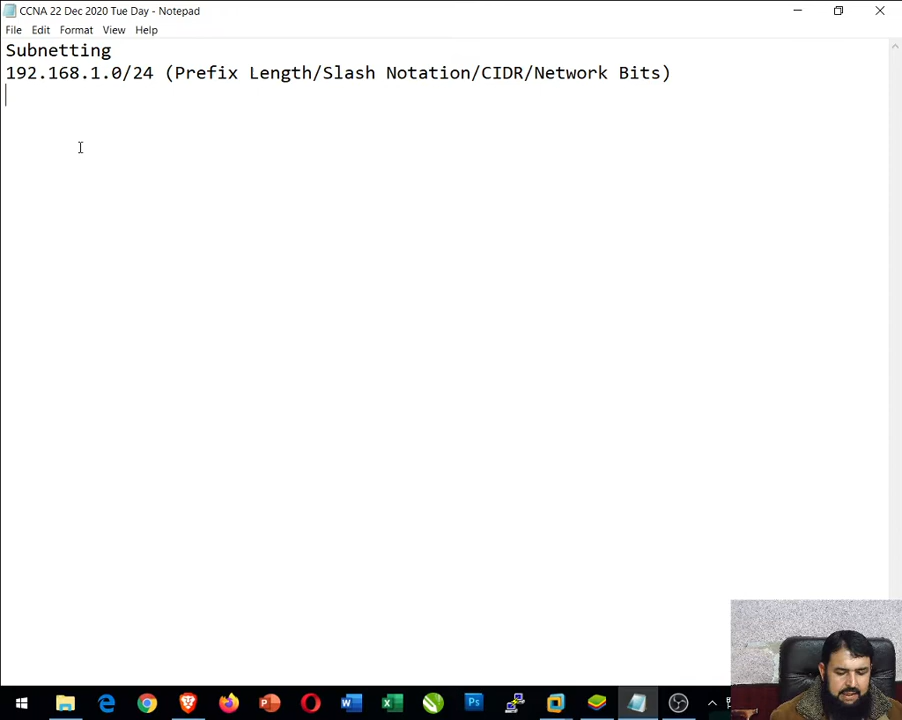 CCNA 22 Dec 2020 Tue Day - Notepad
File Edit Format View Help
Subnetting
192.168.1.0/24 (Prefix Length/Slash Notation/CIDR/Network Bits)